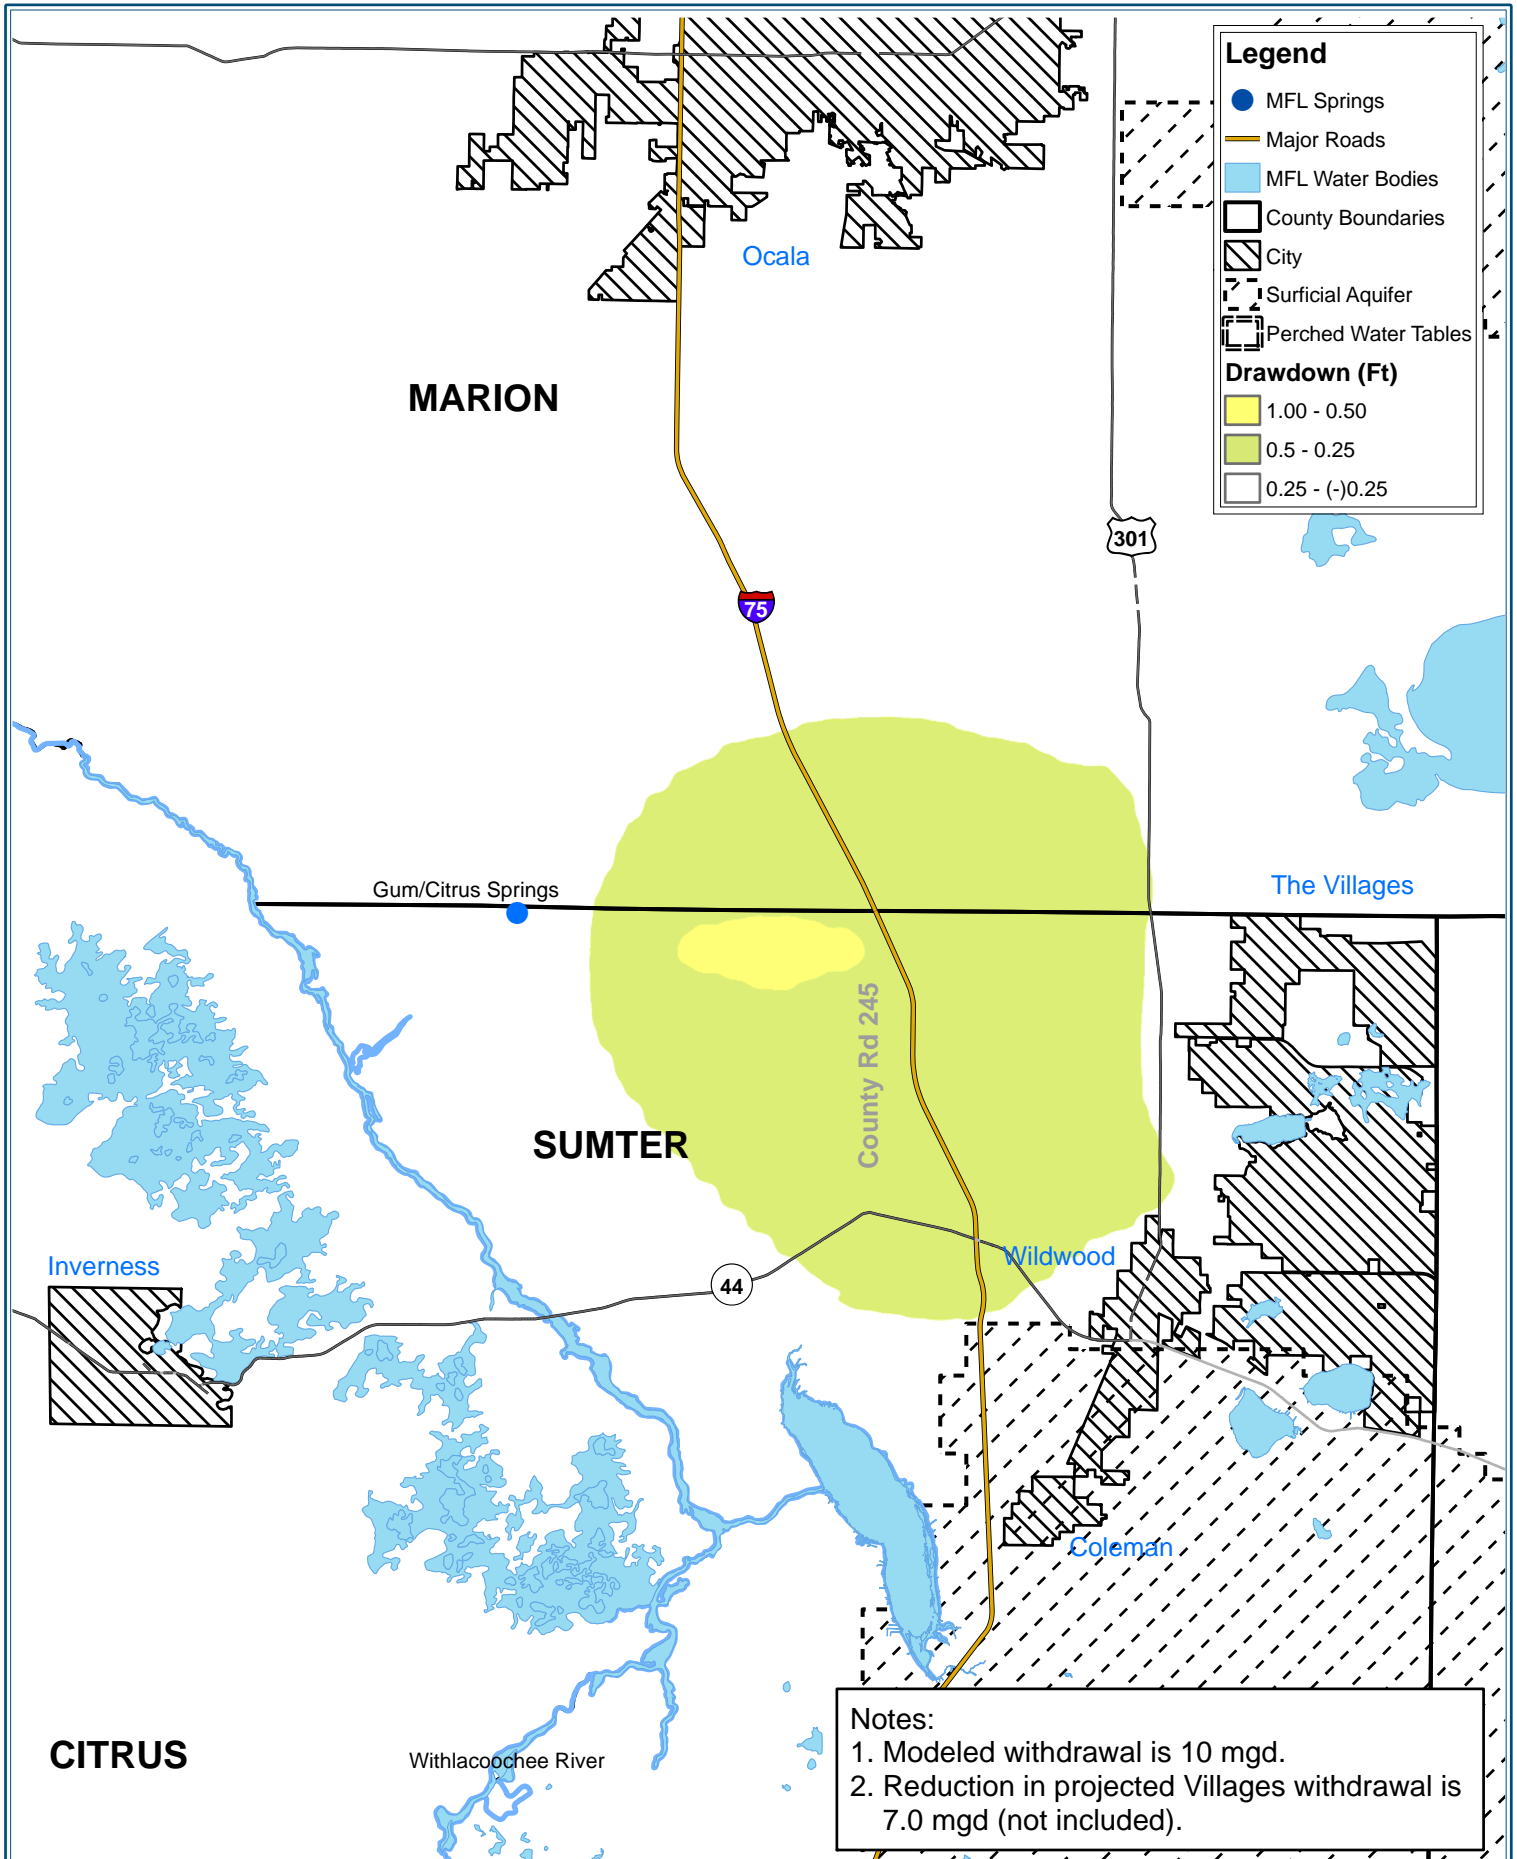 Legend
MFL Springs
Major Roads
MFL Water Bodies
County Boundaries
City
Surficial Aquifer
Perched Water Tables
Drawdown (Ft)
1.00 - 0.50
0.5 - 0.25
0.25 - (-)0.25
Ocala
MARION
301
75
The Villages
Gum/Citrus Springs
County Rd 245
SUMTER
Wildwood
Inverness
44
Coleman
CITRUS
Withlacoochee River
Notes:
1. Modeled withdrawal is 10 mgd.
2. Reduction in projected Villages withdrawal is
7.0 mgd (not included).